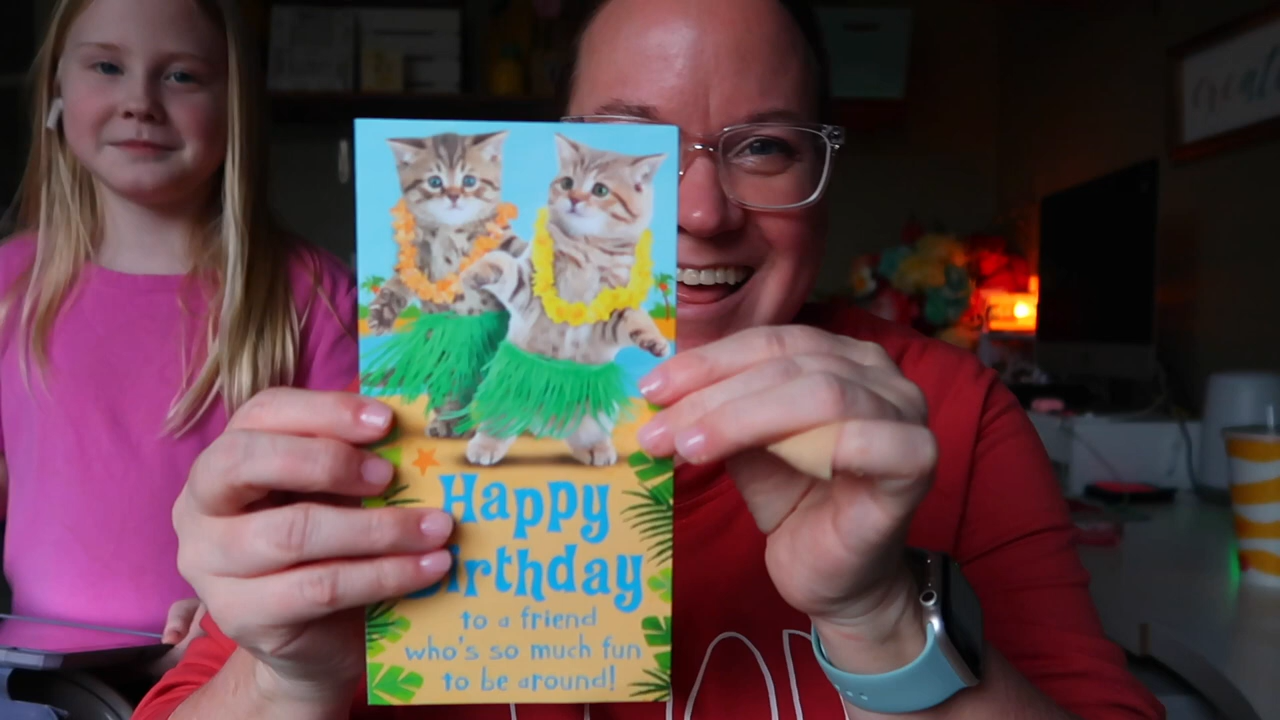 Happy
Birthday
to a friend
who's so much fun
to be around!